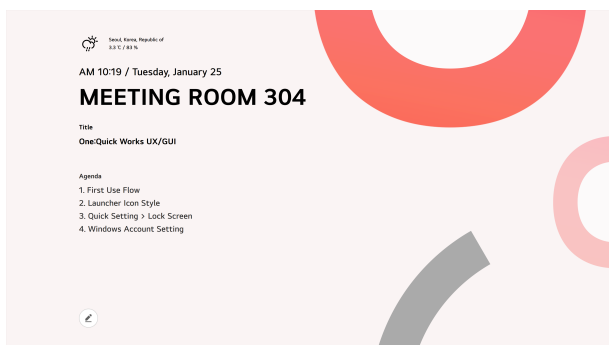 Seoul, Korea, Republic of
3.3 ℃ / 83 %
AM 10:19 / Tuesday, January 25
MEETING ROOM 304
Title
One:Quick Works UX/GUI
Agenda
1. First Use Flow
2. Launcher Icon Style
3. Quick Setting > Lock Screen
4. Windows Account Setting